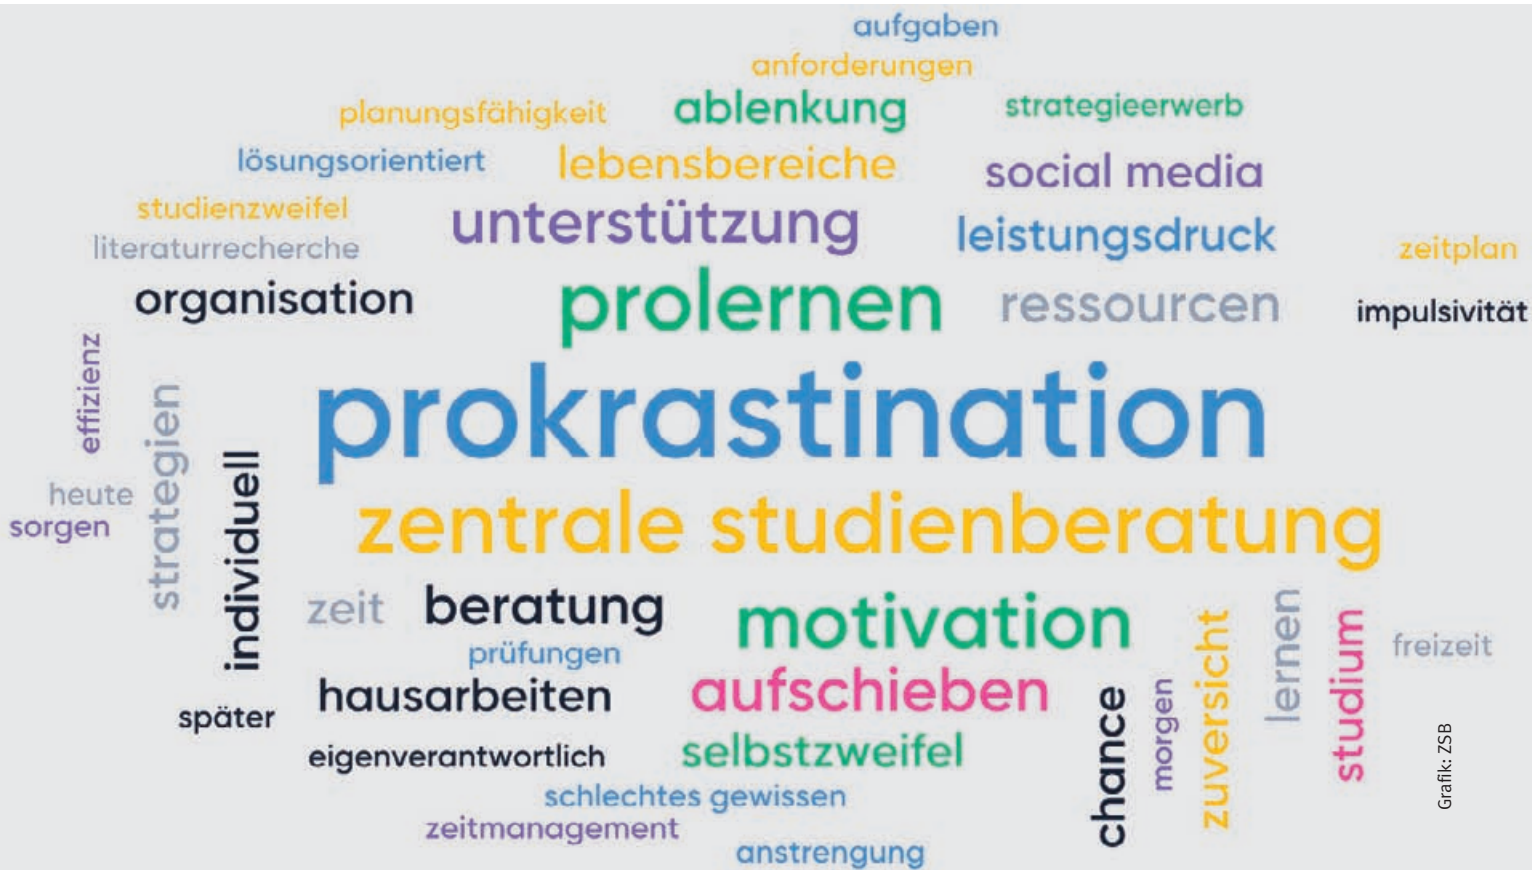 aufgaben
anforderungen
planungsfähigkeit
ablenkung
strategieerwerb
lösungsorientiert
lebensbereiche
social media
studienzweifel
unterstützung
leistungsdruck
literaturrecherche
zeitplan
organisation
prolernen
ressourcen
impulsivität
effizienz
strategien
individuell
prokrastination
heute
sorgen
zentrale studienberatung
zeit
beratung
motivation
prüfungen
hausarbeiten
aufschieben
später
eigenverantwortlich
selbstzweifel
schlechtes gewissen
zeitmanagement
anstrengung
chance
morgen
zuversicht
lernen
studium
freizeit
Grafik: ZSB